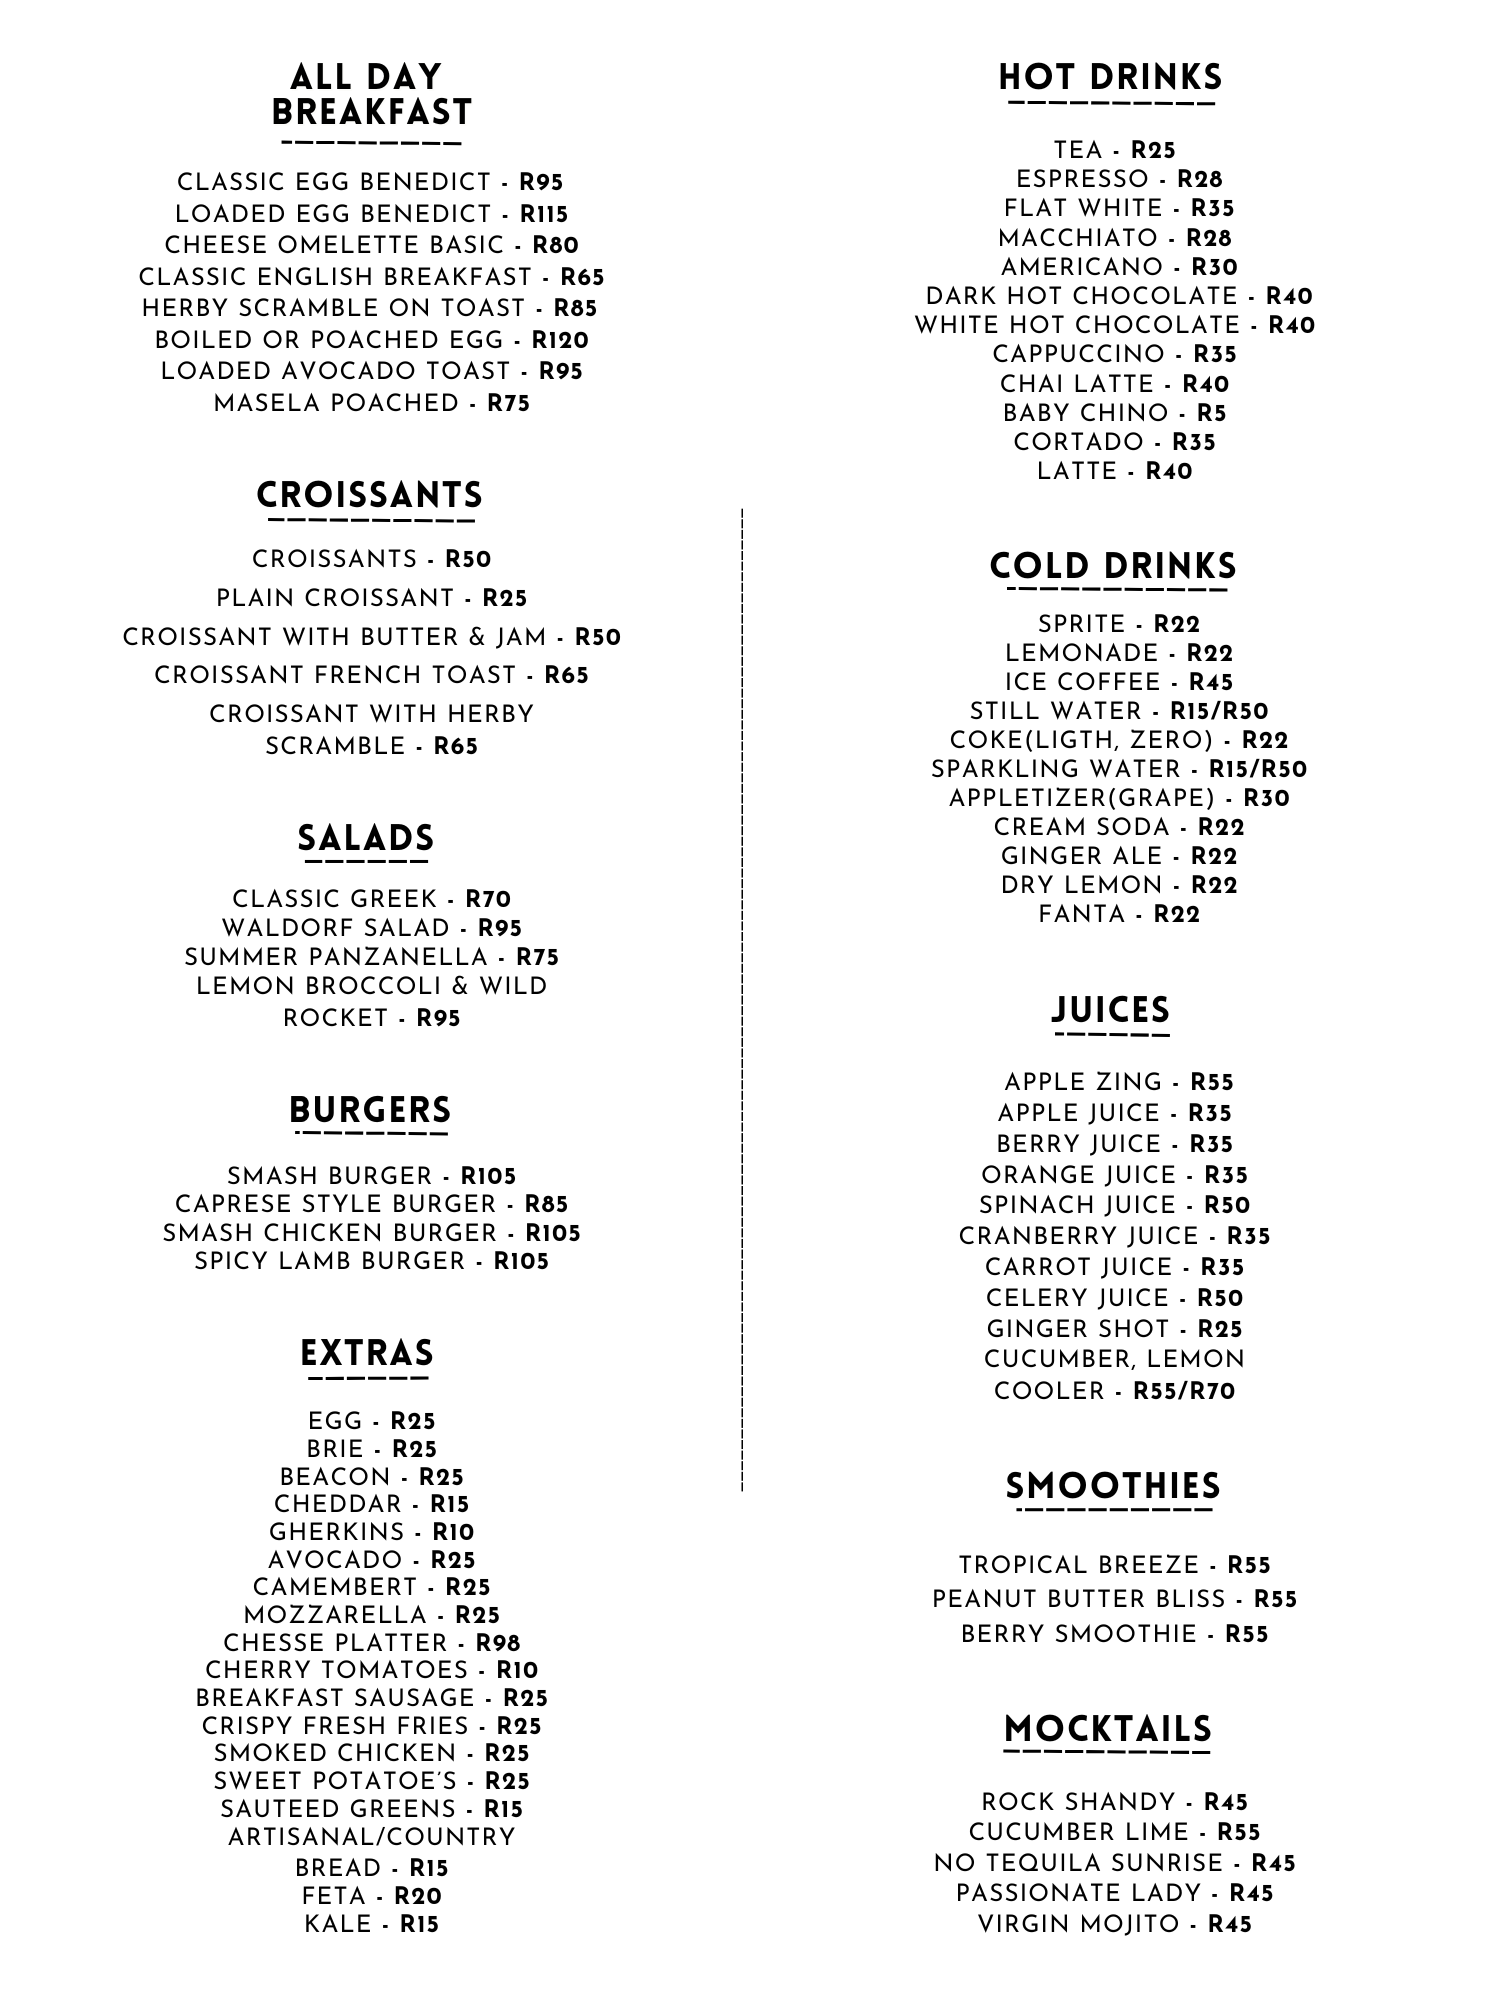 ALL DAY
BREAKFAST
CLASSIC EGG BENEDICT - R95
LOADED EGG BENEDICT - R115
CHEESE OMELETTE BASIC - R80
CLASSIC ENGLISH BREAKFAST - R65
HERBY SCRAMBLE ON TOAST - R85
BOILED OR POACHED EGG - R120
LOADED AVOCADO TOAST - R95
MASELA POACHED - R75
CROISSANTS
CROISSANTS - R50
PLAIN CROISSANT - R25
CROISSANT WITH BUTTER & JAM - R50
CROISSANT FRENCH TOAST - R65
CROISSANT WITH HERBY
SCRAMBLE - R65
SALADS
CLASSIC GREEK - R70
WALDORF SALAD - R95
SUMMER PANZANELLA - R75
LEMON BROCCOLI & WILD
ROCKET - R95
BURGERS
SMASH BURGER - R105
CAPRESE STYLE BURGER - R85
SMASH CHICKEN BURGER - R105
SPICY LAMB BURGER - R105
EXTRAS
EGG - R25
BRIE - R25
BEACON - R25
CHEDDAR - R15
GHERKINS - R10
AVOCADO - R25
CAMEMBERT - R25
MOZZARELLA - R25
CHESSE PLATTER - R98
CHERRY TOMATOES - R10
BREAKFAST SAUSAGE - R25
CRISPY FRESH FRIES - R25
SMOKED CHICKEN - R25
SWEET POTATOE'S - R25
SAUTEED GREENS - R15
ARTISANAL/COUNTRY
BREAD - R15
FETA - R20
KALE - R15
HOT DRINKS
TEA - R25
ESPRESSO - R28
FLAT WHITE - R35
MACCHIATO - R28
AMERICANO - R30
DARK HOT CHOCOLATE - R40
WHITE HOT CHOCOLATE - R40
CAPPUCCINO - R35
CHAI LATTE - R40
BABY CHINO - R5
CORTADO - R35
LATTE - R40
COLD DRINKS
SPRITE - R22
LEMONADE - R22
ICE COFFEE - R45
STILL WATER - R15/R50
COKE(LIGTH, ZERO) - R22
SPARKLING WATER - R15/R50
APPLETIZER(GRAPE) - R30
CREAM SODA - R22
GINGER ALE - R22
DRY LEMON - R22
FANTA - R22
JUICES
APPLE ZING - R55
APPLE JUICE - R35
BERRY JUICE - R35
ORANGE JUICE - R35
SPINACH JUICE - R50
CRANBERRY JUICE - R35
CARROT JUICE - R35
CELERY JUICE - R50
GINGER SHOT - R25
CUCUMBER, LEMON
COOLER - R55/R70
SMOOTHIES
TROPICAL BREEZE - R55
PEANUT BUTTER BLISS - R55
BERRY SMOOTHIE - R55
MOCKTAILS
ROCK SHANDY - R45
CUCUMBER LIME - R55
NO TEQUILA SUNRISE - R45
PASSIONATE LADY - R45
VIRGIN MOJITO - R45